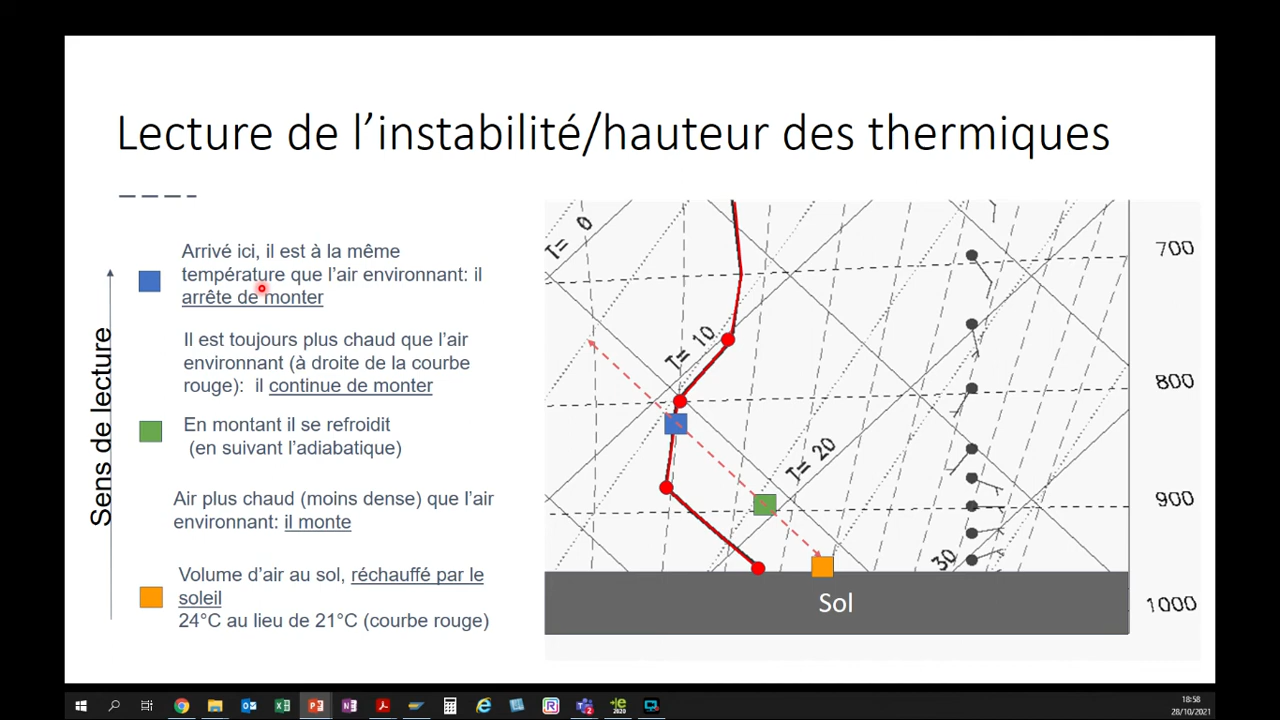 Lecture de l’instabilité/hauteur des thermiques
Sens de lecture
Arrivé ici, il est à la même
température que l’air environnant: il
arrête de monter
Il est toujours plus chaud que l’air
environnant (à droite de la courbe
rouge): il continue de monter
En montant il se refroidit
(en suivant l’adiabatique)
Air plus chaud (moins dense) que l’air
environnant: il monte
Volume d’air au sol, réchauffé par le
soleil
24°C au lieu de 21°C (courbe rouge)
T= 0
T= 10
T= 20
30
700
800
900
1000
Sol
18:58
28/10/2021